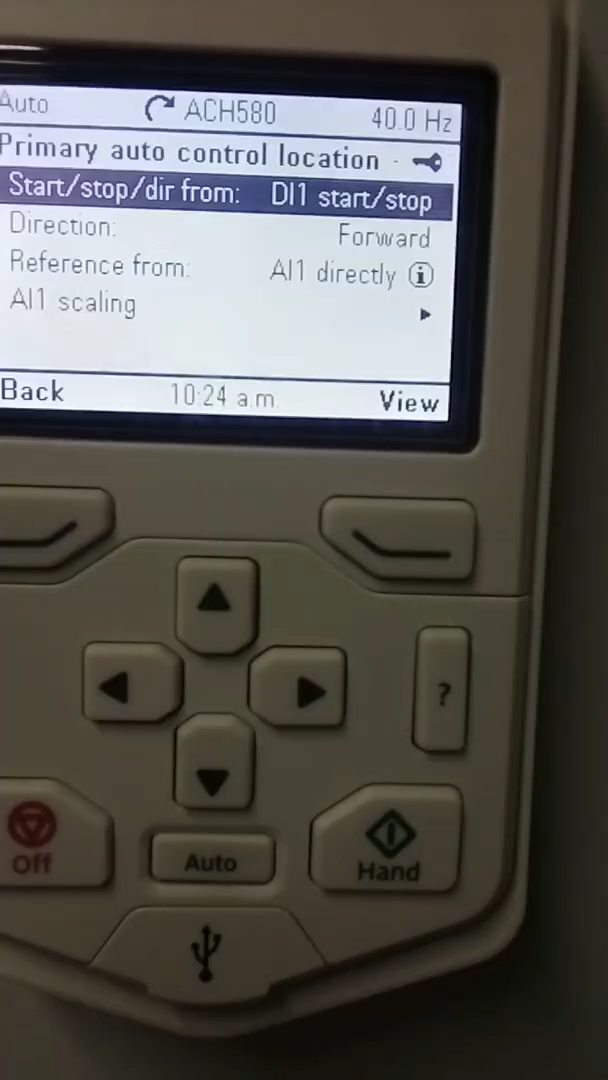 Auto ACH580 40.0 Hz
Primary auto control location
Start/stop/dir from: DI1 start/stop
Direction: Forward
Reference from: AI1 directly
AI1 scaling
Back 10:24 a.m. View
?
Off Auto Hand